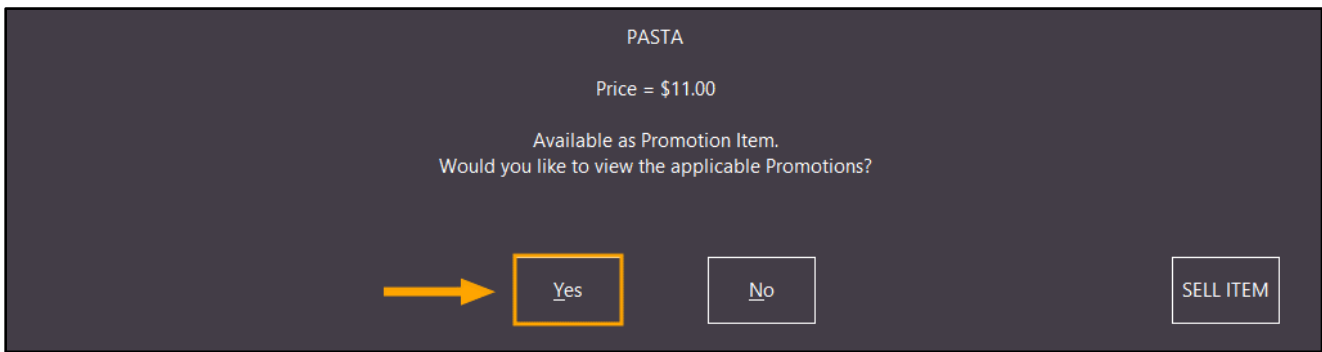 PASTA
Price = $11.00
Available as Promotion Item.
Would you like to view the applicable Promotions?
Yes
No
SELL ITEM